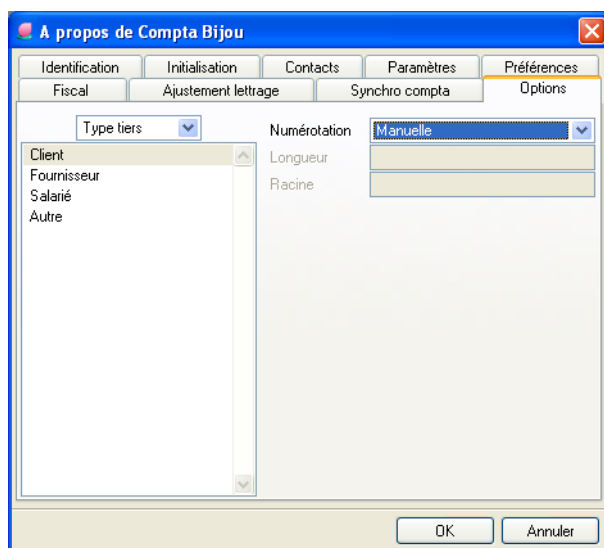 A propos de Compta Bijou
Identification Initialisation Contacts Paramètres Préférences
Fiscal Ajustement lettrage Synchro compta Options
Type tiers Numérotation Manuelle
Client Longueur
Fournisseur Racine
Salarié
Autre
OK Annuler